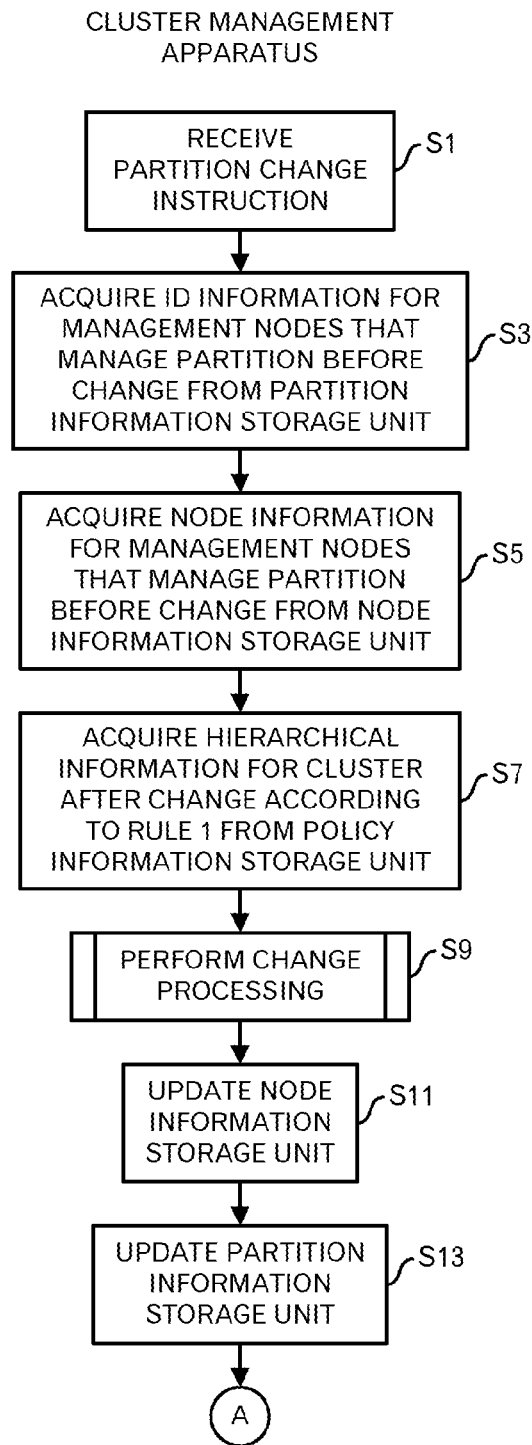 CLUSTER MANAGEMENT
APPARATUS
RECEIVE
PARTITION CHANGE
INSTRUCTION
S1
ACQUIRE ID INFORMATION FOR
MANAGEMENT NODES THAT
MANAGE PARTITION BEFORE
CHANGE FROM PARTITION
INFORMATION STORAGE UNIT
S3
ACQUIRE NODE INFORMATION
FOR MANAGEMENT NODES
THAT MANAGE PARTITION
BEFORE CHANGE FROM NODE
INFORMATION STORAGE UNIT
S5
ACQUIRE HIERARCHICAL
INFORMATION FOR CLUSTER
AFTER CHANGE ACCORDING
TO RULE 1 FROM POLICY
INFORMATION STORAGE UNIT
S7
PERFORM CHANGE
PROCESSING
S9
UPDATE NODE
INFORMATION
STORAGE UNIT
S11
UPDATE PARTITION
INFORMATION
STORAGE UNIT
S13
A